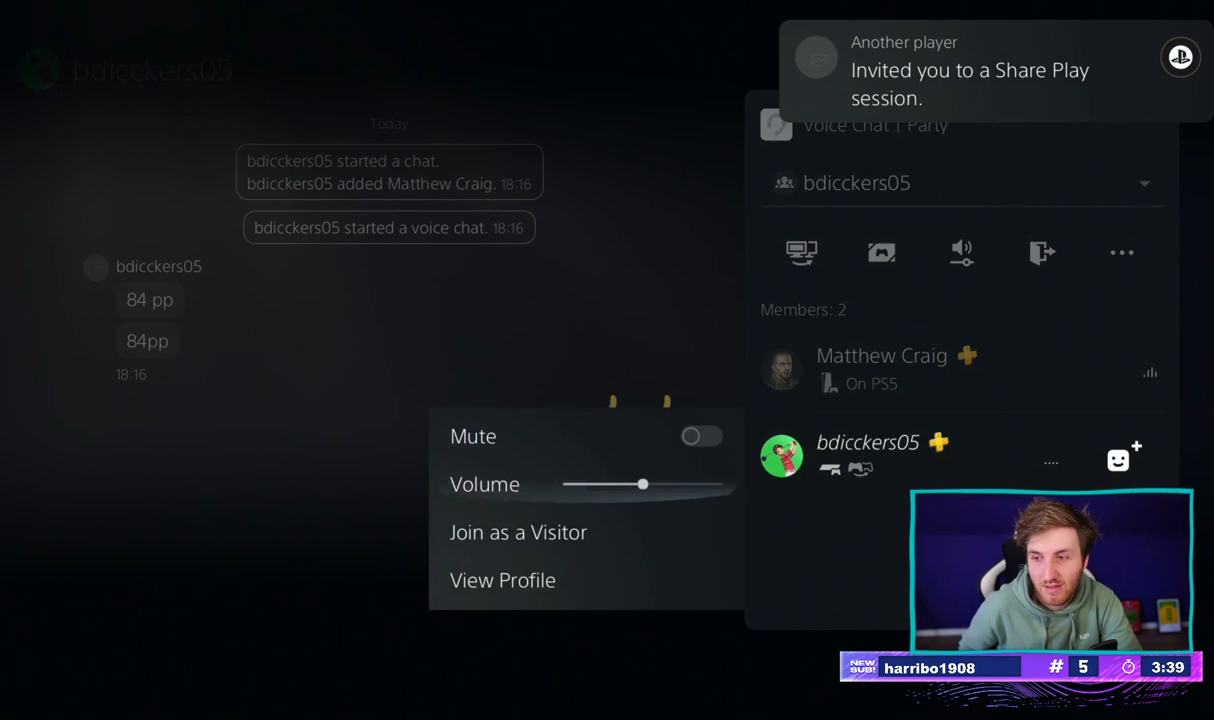 bdicckers05
Today
bdicckers05 started a chat.
bdicckers05 added Matthew Craig. 18:16
bdicckers05 started a voice chat. 18:16
bdicckers05
84 pp
84pp
18:16
Another player
Invited you to a Share Play
session.
Voice Chat | Party
bdicckers05
Members: 2
Matthew Craig
On PS5
bdicckers05
Mute
Volume
Join as a Visitor
View Profile
NEW SUB! harribo1908 # 5 3:39